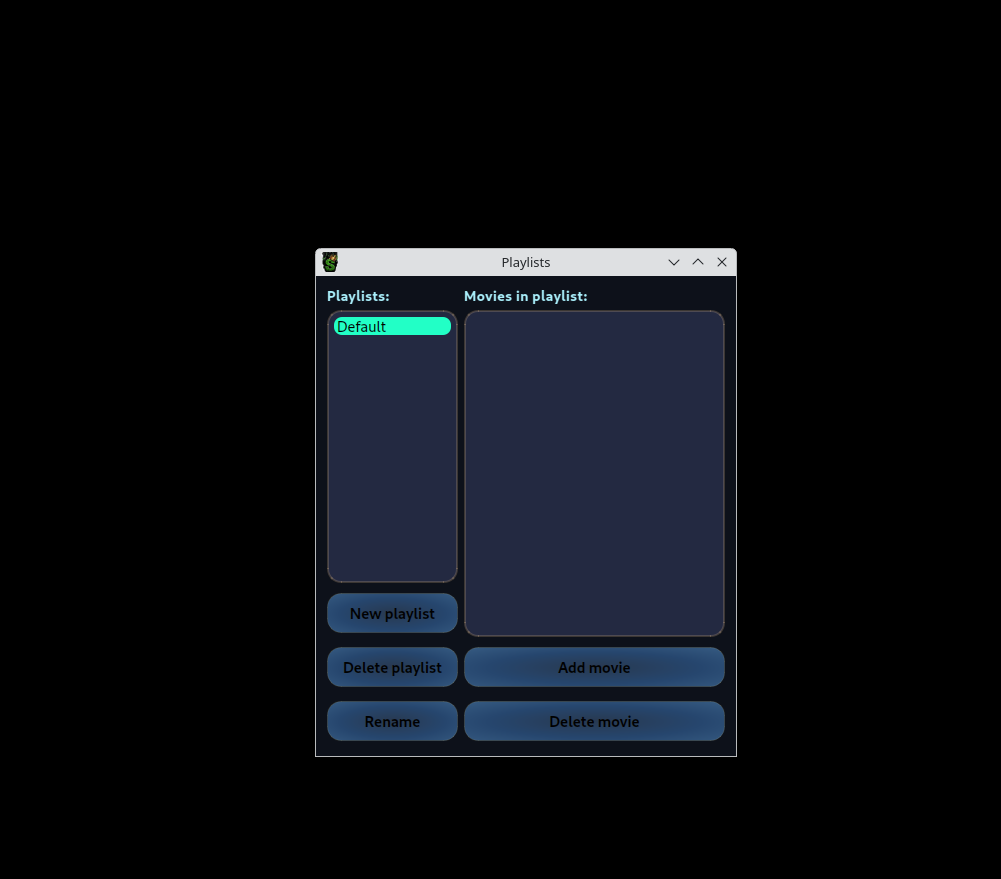 Playlists
Playlists:
Movies in playlist:
Default
New playlist
Delete playlist
Add movie
Rename
Delete movie